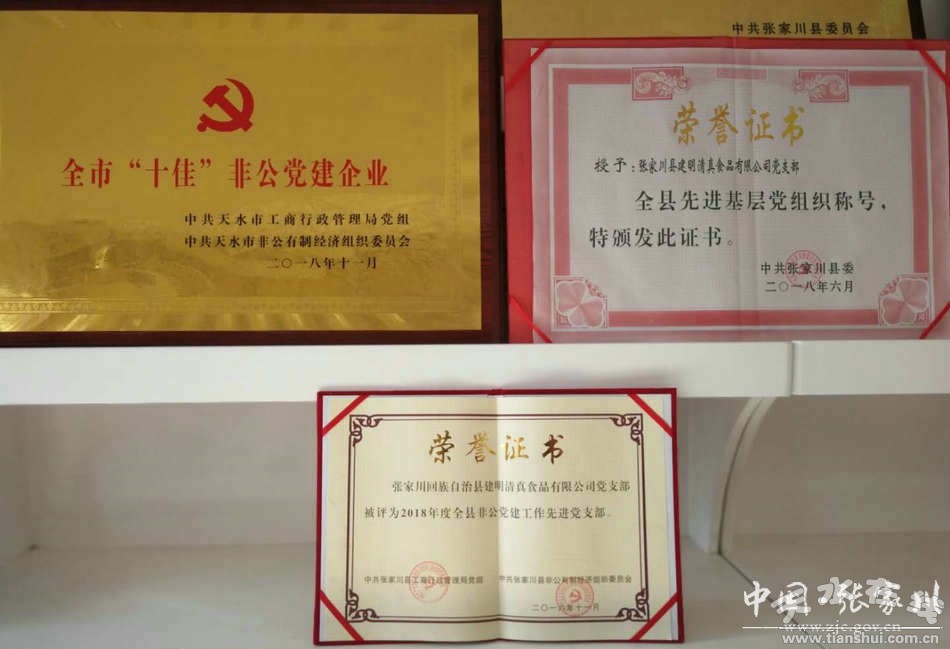 全市“十佳”非公党建企业
中共天水市工商行政管理局党组
中共天水市非公有制经济组织委员会
二〇一八年十一月
中共张家川县委员会
荣誉证书
授予：张家川县建明清真食品有限公司党支部
全县先进基层党组织称号，
特颁发此证书。
中共张家川县委
二〇一八年六月
荣誉证书
张家川回族自治县建明清真食品有限公司党支部
被评为2018年度全县非公党建工作先进党支部。
中共张家川县工商行政管理局党组
中共张家川县非公有制经济组织委员会
二〇一八年十一月
中国·张家川
www.zjc.gov.cn
www.tianshui.com.cn